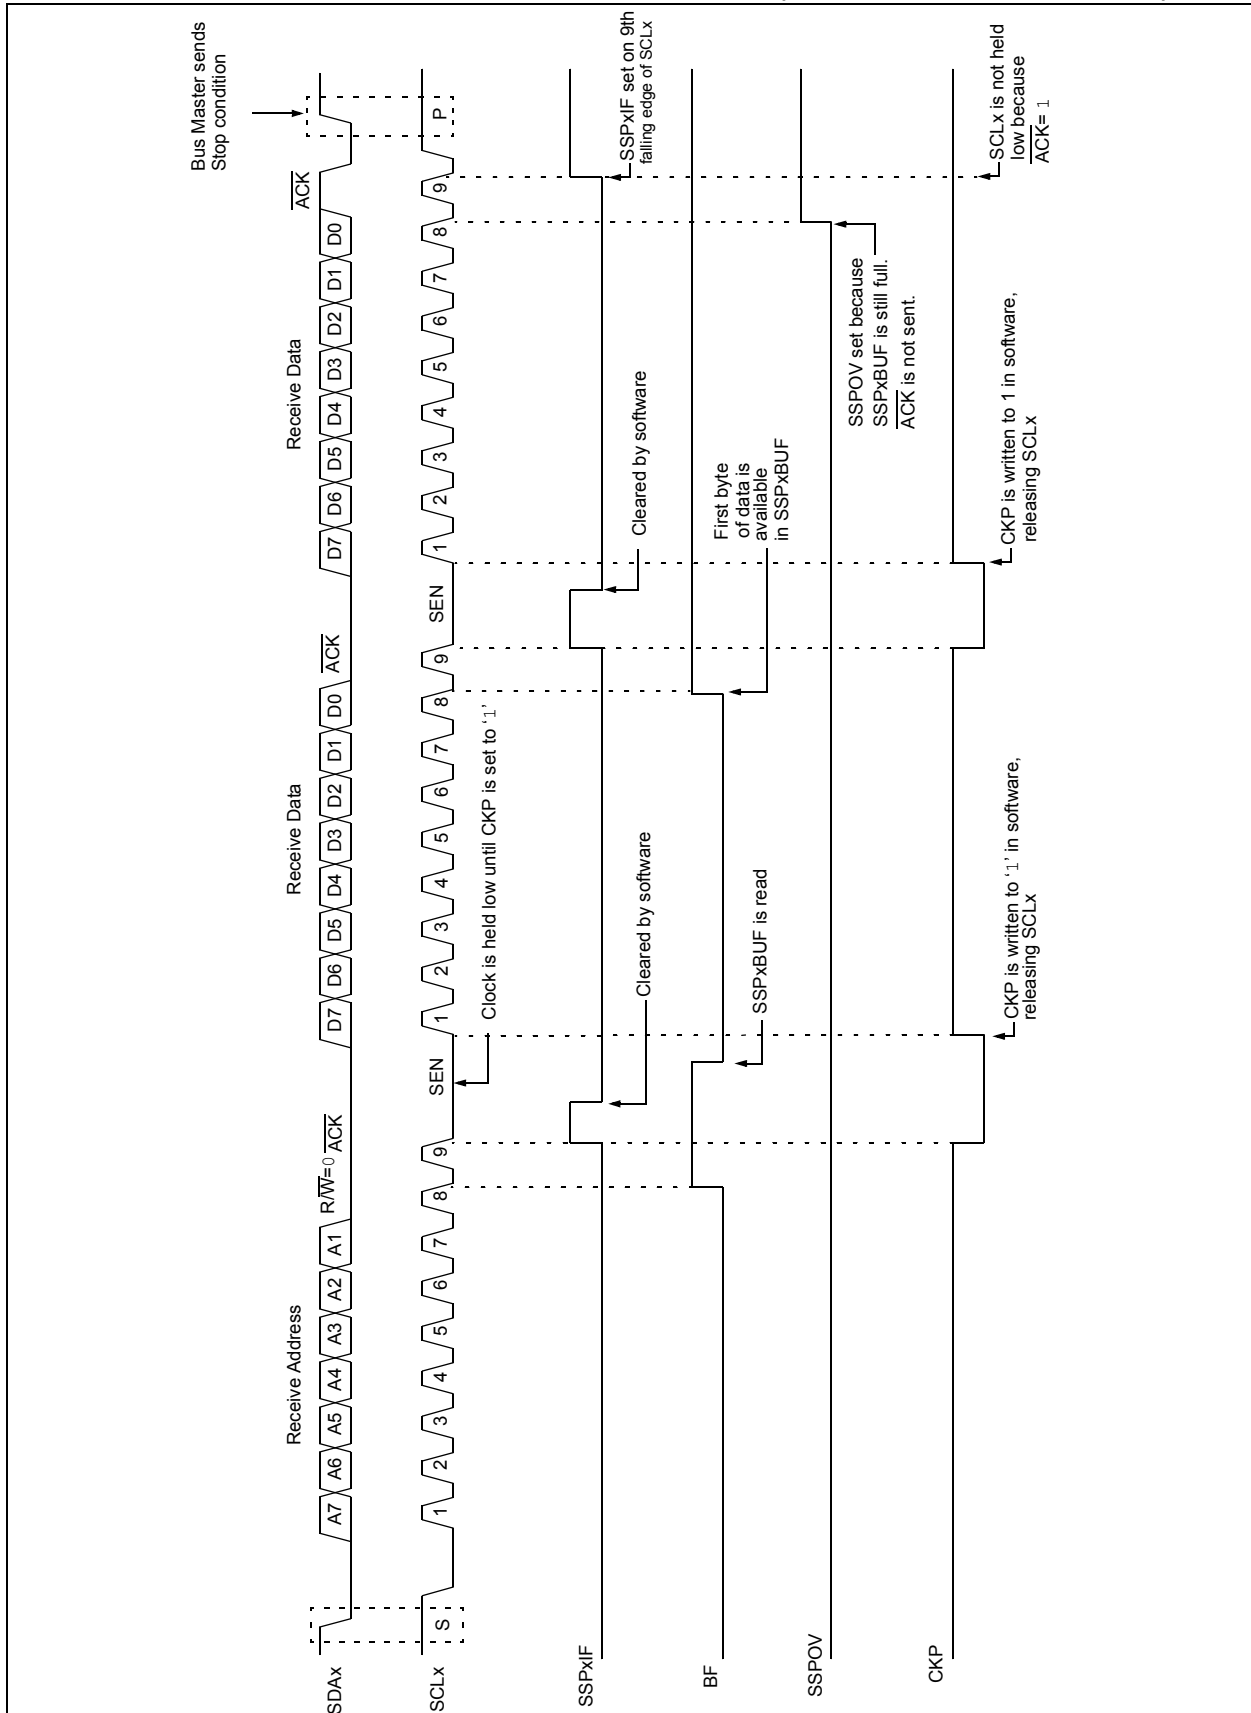 Bus Master sends
Stop condition
Receive Address
Receive Data
Receive Data
R/W=0 ACK
ACK
ACK
SDAx
A7 A6 A5 A4 A3 A2 A1
D7 D6 D5 D4 D3 D2 D1 D0
D7 D6 D5 D4 D3 D2 D1 D0
SCLx
S
1 2 3 4 5 6 7 8 9
SEN
1 2 3 4 5 6 7 8 9
SEN
1 2 3 4 5 6 7 8 9
P
Clock is held low until CKP is set to ‘1’
SSPxIF
Cleared by software
Cleared by software
SSPxIF set on 9th
falling edge of SCLx
BF
SSPxBUF is read
First byte
of data is
available
in SSPxBUF
SSPOV
SSPOV set because
SSPxBUF is still full.
ACK is not sent.
CKP
CKP is written to ‘1’ in software,
releasing SCLx
CKP is written to 1 in software,
releasing SCLx
SCLx is not held
low because
ACK= 1